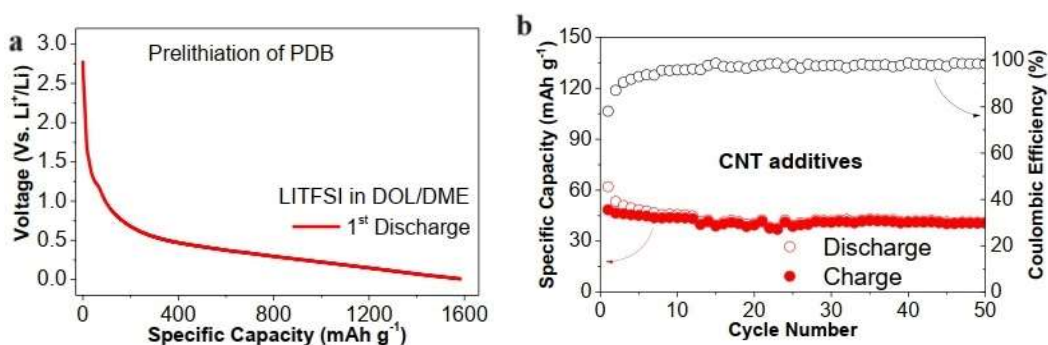 a
Prelithiation of PDB
Voltage (Vs. Li⁺/Li)
3.0
2.5
2.0
1.5
1.0
0.5
0.0
LITFSI in DOL/DME
1st Discharge
0
400
800
1200
1600
Specific Capacity (mAh g⁻¹)
b
Specific Capacity (mAh g⁻¹)
150
120
90
60
30
0
CNT additives
Discharge
Charge
100
80
60
40
20
0
Coulombic Efficiency (%)
0
10
20
30
40
50
Cycle Number